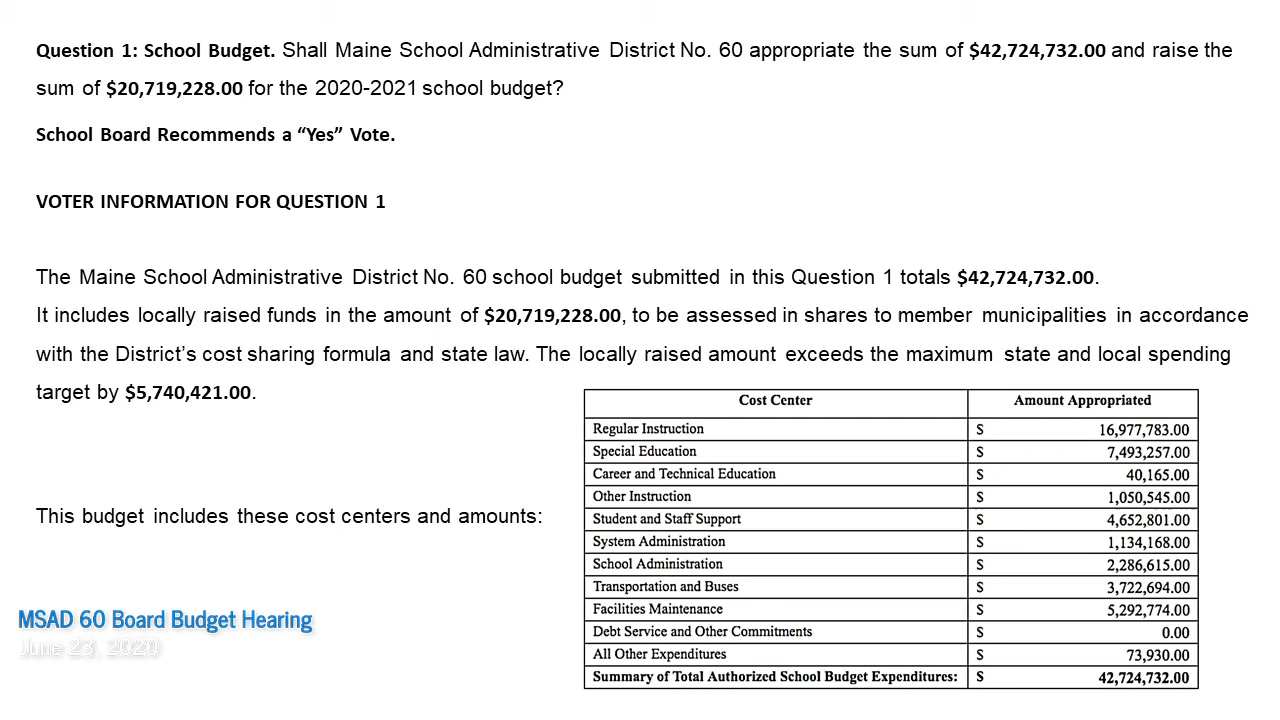 Question 1: School Budget. Shall Maine School Administrative District No. 60 appropriate the sum of $42,724,732.00 and raise the
sum of $20,719,228.00 for the 2020-2021 school budget?
School Board Recommends a “Yes” Vote.
VOTER INFORMATION FOR QUESTION 1
The Maine School Administrative District No. 60 school budget submitted in this Question 1 totals $42,724,732.00.
It includes locally raised funds in the amount of $20,719,228.00, to be assessed in shares to member municipalities in accordance
with the District’s cost sharing formula and state law. The locally raised amount exceeds the maximum state and local spending
target by $5,740,421.00.
This budget includes these cost centers and amounts:
Cost Center Amount Appropriated
Regular Instruction $ 16,977,783.00
Special Education $ 7,493,257.00
Career and Technical Education $ 40,165.00
Other Instruction $ 1,050,545.00
Student and Staff Support $ 4,652,801.00
System Administration $ 1,134,168.00
School Administration $ 2,286,615.00
Transportation and Buses $ 3,722,694.00
Facilities Maintenance $ 5,292,774.00
Debt Service and Other Commitments $ 0.00
All Other Expenditures $ 73,930.00
Summary of Total Authorized School Budget Expenditures: $ 42,724,732.00
MSAD 60 Board Budget Hearing
June 23, 2020